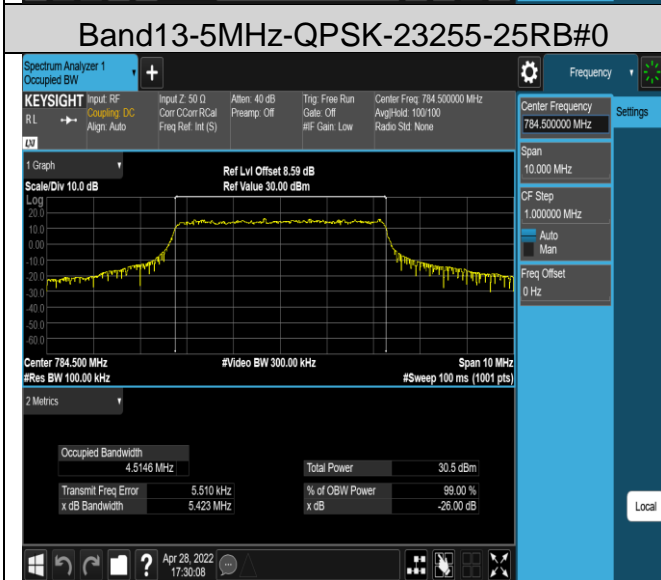 Band13-5MHz-QPSK-23255-25RB#0
Spectrum Analyzer 1
Occupied BW
+
Frequency
KEYSIGHT
Input: RF
Coupling: DC
Align: Auto
Input Z: 50 Ω
Corr CCorr RCal
Freq Ref: Int (S)
Atten: 40 dB
Preamp: Off
Trig: Free Run
Gate: Off
#IF Gain: Low
Center Freq: 784.500000 MHz
Avg|Hold: 100/100
Radio Std: None
RL
LXI
Center Frequency
784.500000 MHz
Settings
Span
10.000 MHz
CF Step
1.000000 MHz
Auto
Man
Freq Offset
0 Hz
Local
1 Graph
Scale/Div 10.0 dB
Ref Lvl Offset 8.59 dB
Ref Value 30.00 dBm
Log
20.0
10.0
0.00
-10.0
-20.0
-30.0
-40.0
-50.0
-60.0
Center 784.500 MHz
#Video BW 300.00 kHz
Span 10 MHz
#Res BW 100.00 kHz
#Sweep 100 ms (1001 pts)
2 Metrics
Occupied Bandwidth
4.5146 MHz
Total Power 30.5 dBm
Transmit Freq Error 5.510 kHz
% of OBW Power 99.00 %
x dB Bandwidth 5.423 MHz
x dB -26.00 dB
?
Apr 28, 2022
17:30:08